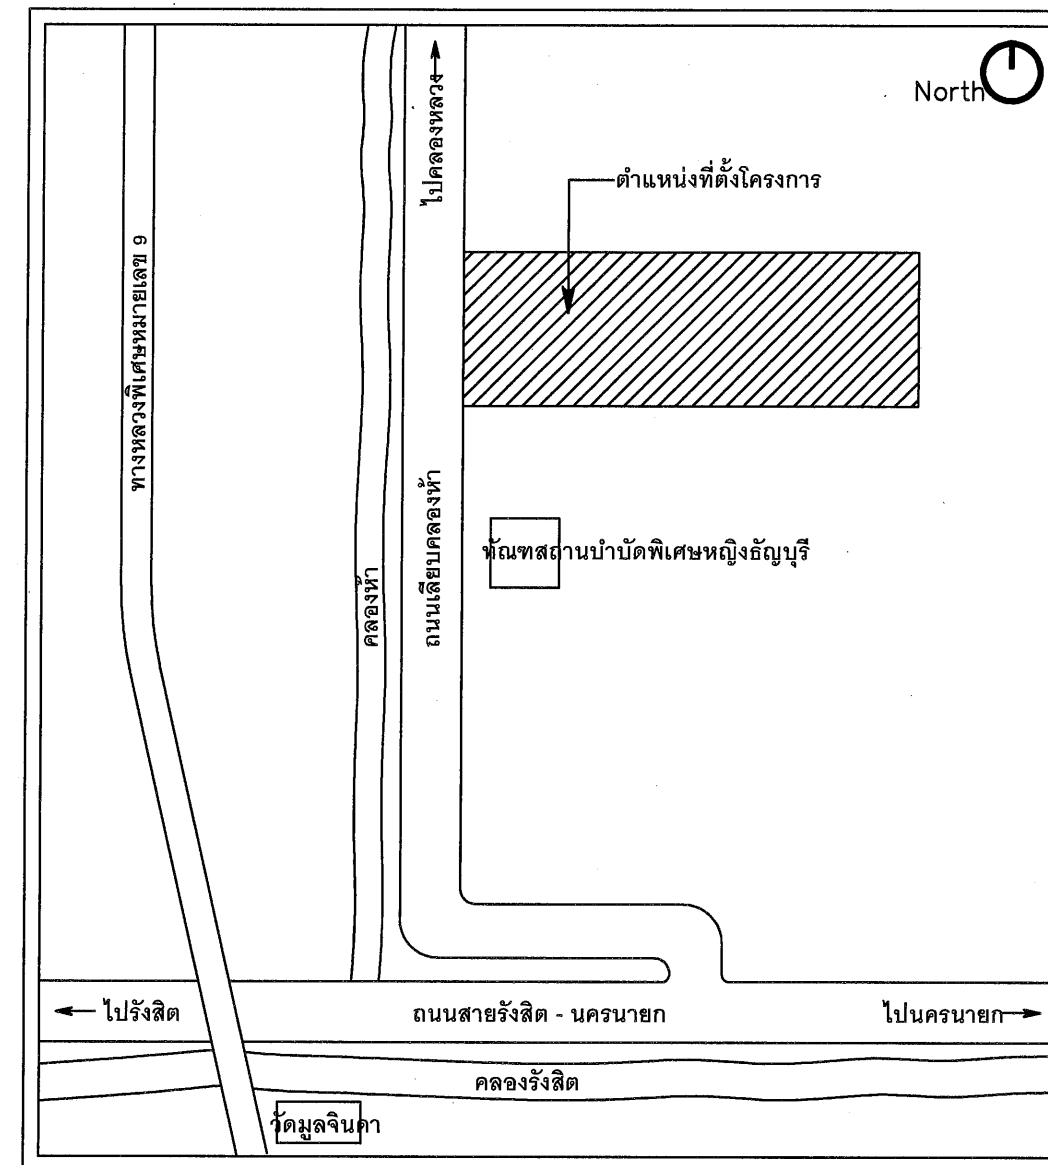 North
ไปคลองหลวง
ตำแหน่งที่ตั้งโครงการ
ทางหลวงพิเศษหมายเลข 9
ถนนเลียบคลองห้า
คลองห้า
ทัณฑสถานบำบัดพิเศษหญิงธัญบุรี
ไปรังสิต
ถนนสายรังสิต - นครนายก
ไปนครนายก
คลองรังสิต
วัดมูลจินดา